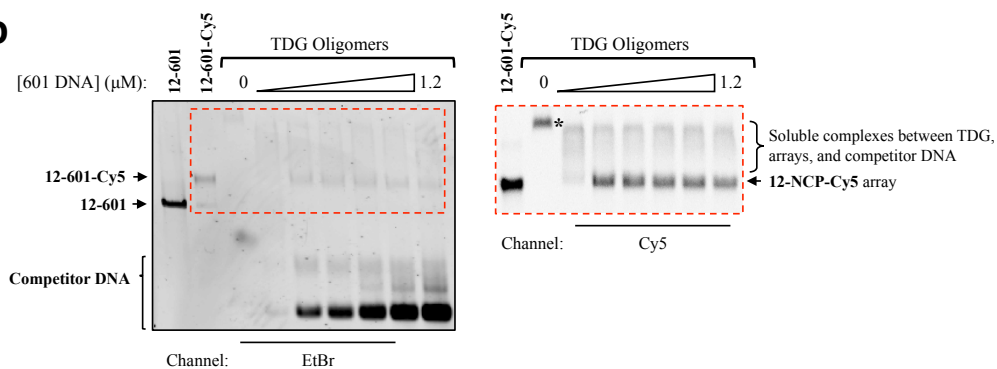 b
12-601
12-601-Cy5
TDG Oligomers
[601 DNA] (μM):
0
1.2
12-601-Cy5
12-601
Competitor DNA
Channel:
EtBr
12-601-Cy5
TDG Oligomers
0
1.2
*
Soluble complexes between TDG,
arrays, and competitor DNA
12-NCP-Cy5 array
Channel:
Cy5